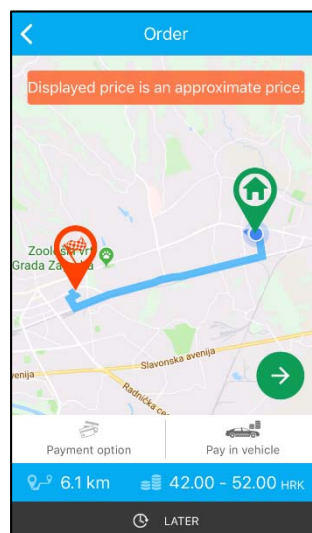 Order
Displayed price is an approximate price.
Zoološki vrt
Grada Za
Slavonska avenija
venija
Radnička ce
Payment option
Pay in vehicle
6.1 km
42.00 - 52.00 HRK
LATER